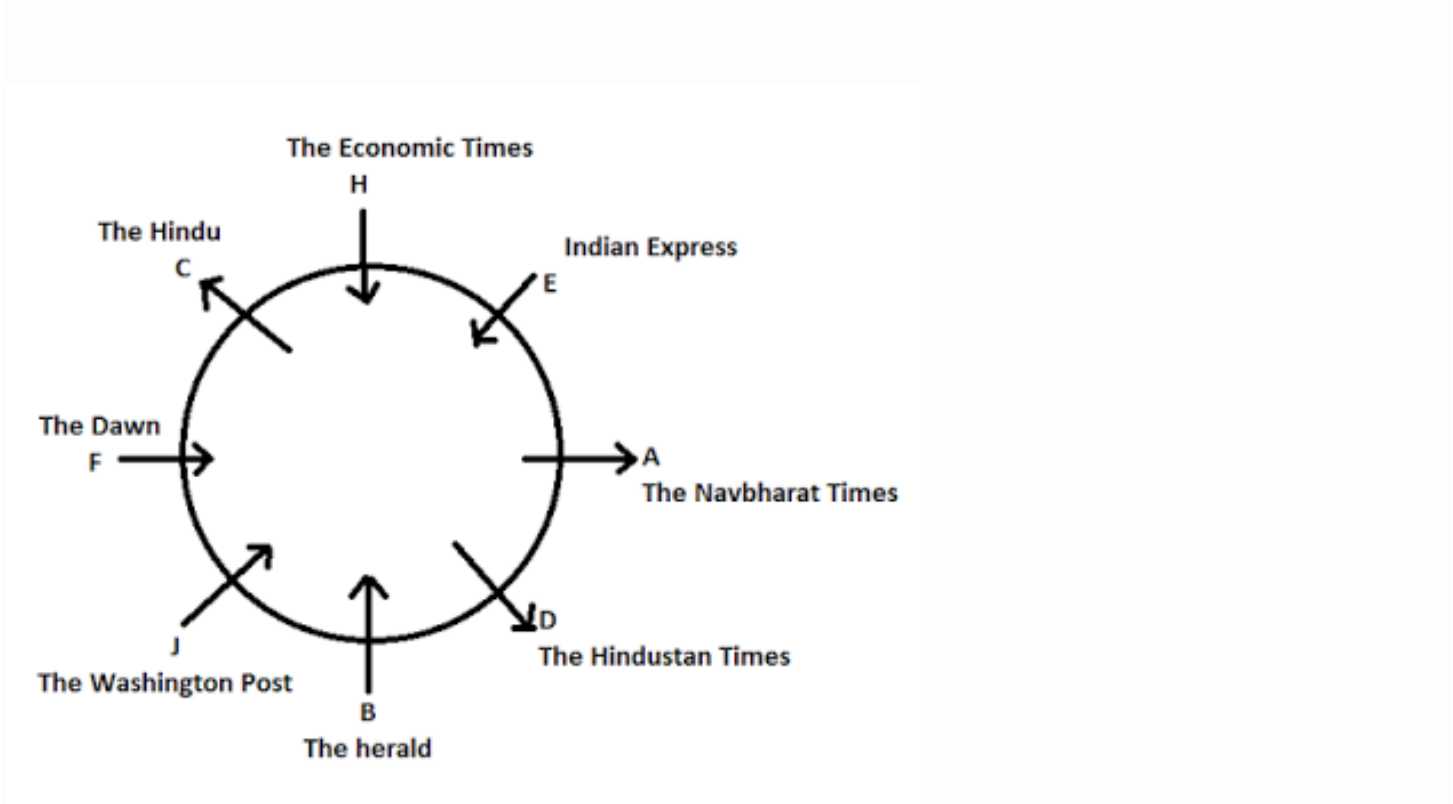 The Economic Times
H
The Hindu
C
Indian Express
E
The Dawn
F
A
The Navbharat Times
D
The Hindustan Times
J
The Washington Post
B
The herald